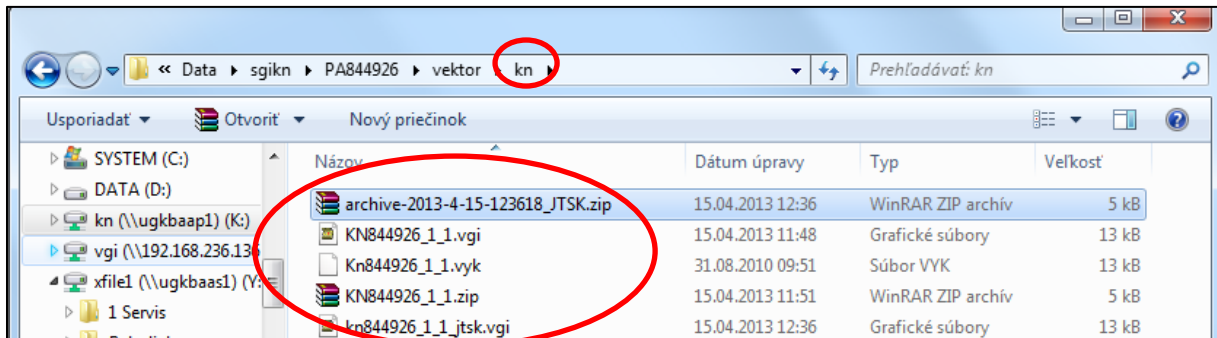 « Data ▸ sgikn ▸ PA844926 ▸ vektor ▸ kn ▸ Prehľadávať: kn
Usporiadať Otvoriť Nový priečinok
SYSTEM (C:)
DATA (D:)
kn (\\ugkbaap1) (K:)
vgi (\\192.168.236.136
xfile1 (\\ugkbaas1) (Y:
1 Servis
Názov Dátum úpravy Typ Veľkosť
archive-2013-4-15-123618_JTSK.zip 15.04.2013 12:36 WinRAR ZIP archív 5 kB
KN844926_1_1.vgi 15.04.2013 11:48 Grafické súbory 13 kB
Kn844926_1_1.vyk 31.08.2010 09:51 Súbor VYK 13 kB
KN844926_1_1.zip 15.04.2013 11:51 WinRAR ZIP archív 5 kB
kn844926_1_1_jtsk.vgi 15.04.2013 12:36 Grafické súbory 13 kB